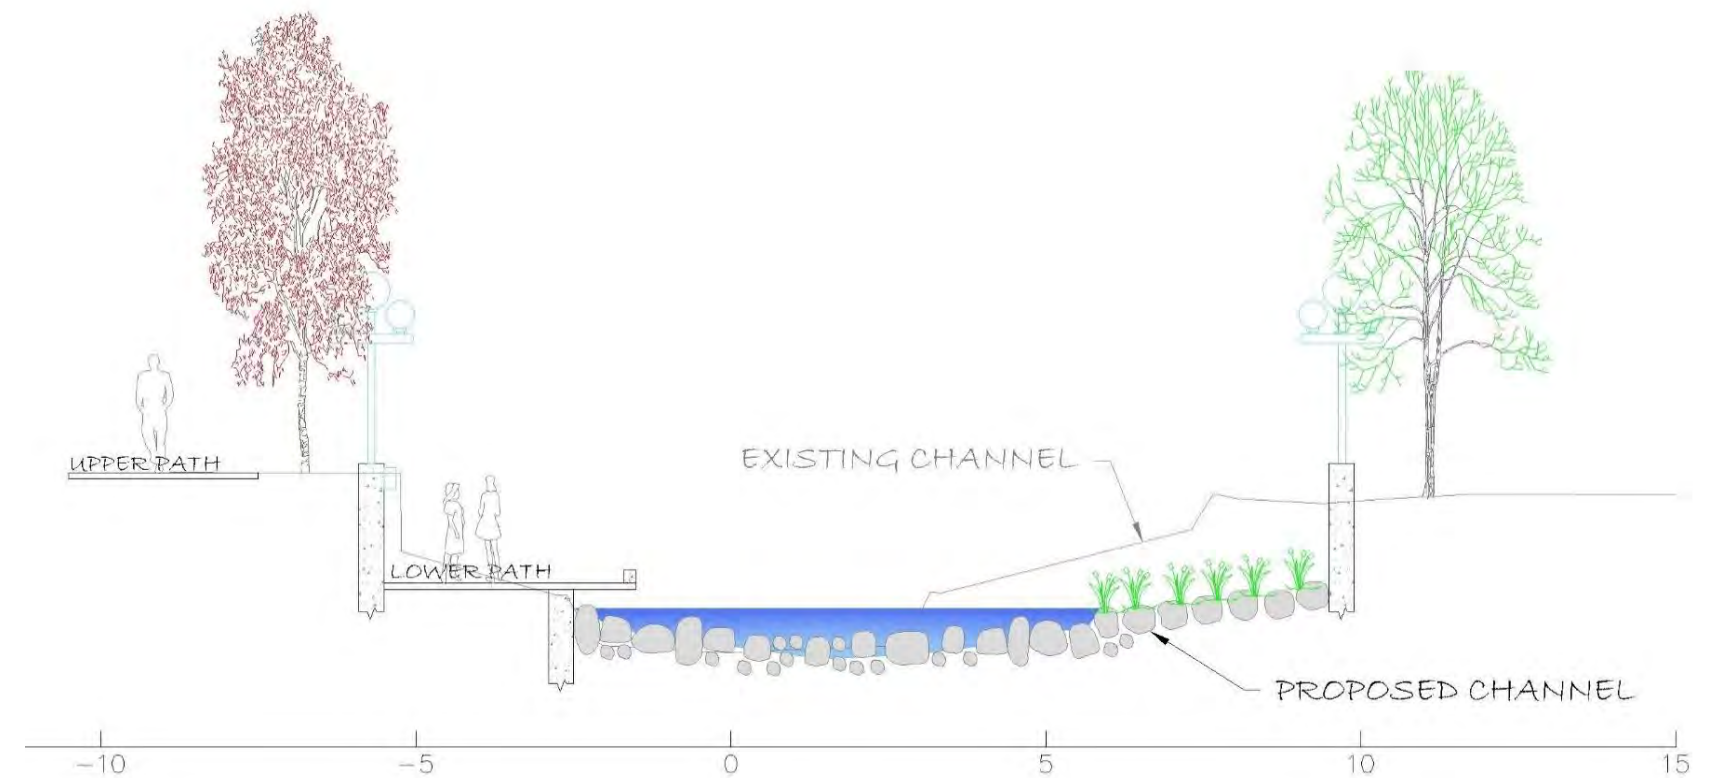 UPPER PATH
EXISTING CHANNEL
LOWER PATH
PROPOSED CHANNEL
-10 -5 0 5 10 15